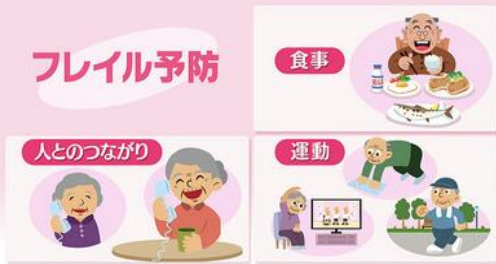 フレイル予防
食事
人とのつながり
運動